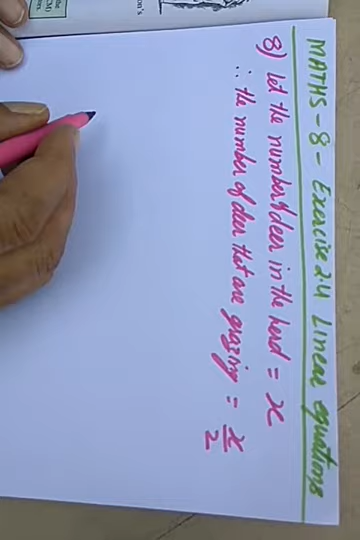 MATHS - 8 - Exercise 2.4 Linear equations
8) Let the number of deer in the herd = x
∴ the number of deer that are grazing = x/2